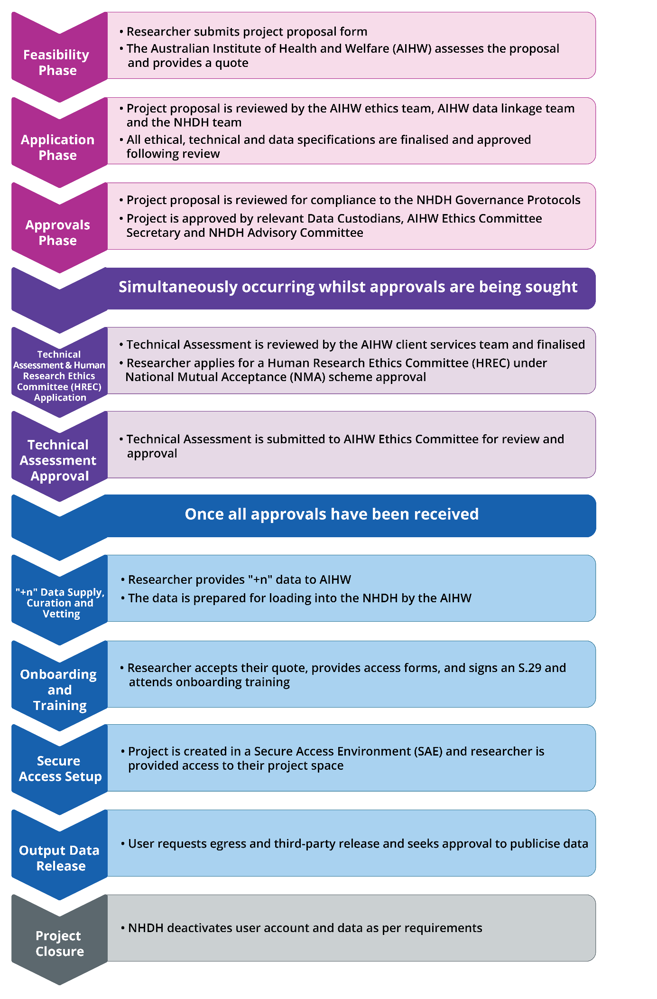 Feasibility
Phase
• Researcher submits project proposal form
• The Australian Institute of Health and Welfare (AIHW) assesses the proposal
and provides a quote
Application
Phase
• Project proposal is reviewed by the AIHW ethics team, AIHW data linkage team
and the NHDH team
• All ethical, technical and data specifications are finalised and approved
following review
Approvals
Phase
• Project proposal is reviewed for compliance to the NHDH Governance Protocols
• Project is approved by relevant Data Custodians, AIHW Ethics Committee
Secretary and NHDH Advisory Committee
Simultaneously occurring whilst approvals are being sought
Technical
Assessment & Human
Research Ethics
Committee (HREC)
Application
• Technical Assessment is reviewed by the AIHW client services team and finalised
• Researcher applies for a Human Research Ethics Committee (HREC) under
National Mutual Acceptance (NMA) scheme approval
Technical
Assessment
Approval
• Technical Assessment is submitted to AIHW Ethics Committee for review and
approval
Once all approvals have been received
"+n" Data Supply,
Curation and
Vetting
• Researcher provides "+n" data to AIHW
• The data is prepared for loading into the NHDH by the AIHW
Onboarding
and
Training
• Researcher accepts their quote, provides access forms, and signs an S.29 and
attends onboarding training
Secure
Access Setup
• Project is created in a Secure Access Environment (SAE) and researcher is
provided access to their project space
Output Data
Release
• User requests egress and third-party release and seeks approval to publicise data
Project
Closure
• NHDH deactivates user account and data as per requirements